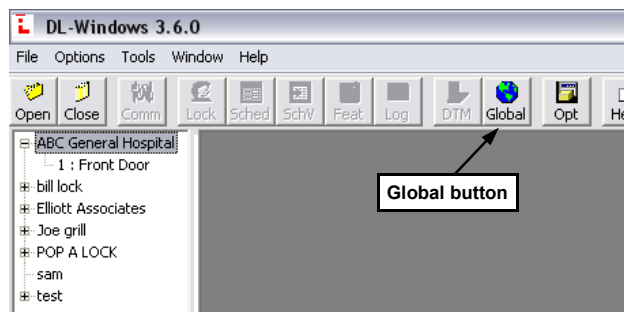 DL-Windows 3.6.0
File Options Tools Window Help
Open Close Comm Lock Sched SchV Feat Log DTM Global Opt
ABC General Hospital
1 : Front Door
bill lock
Elliott Associates
Joe grill
POP A LOCK
sam
test
Global button